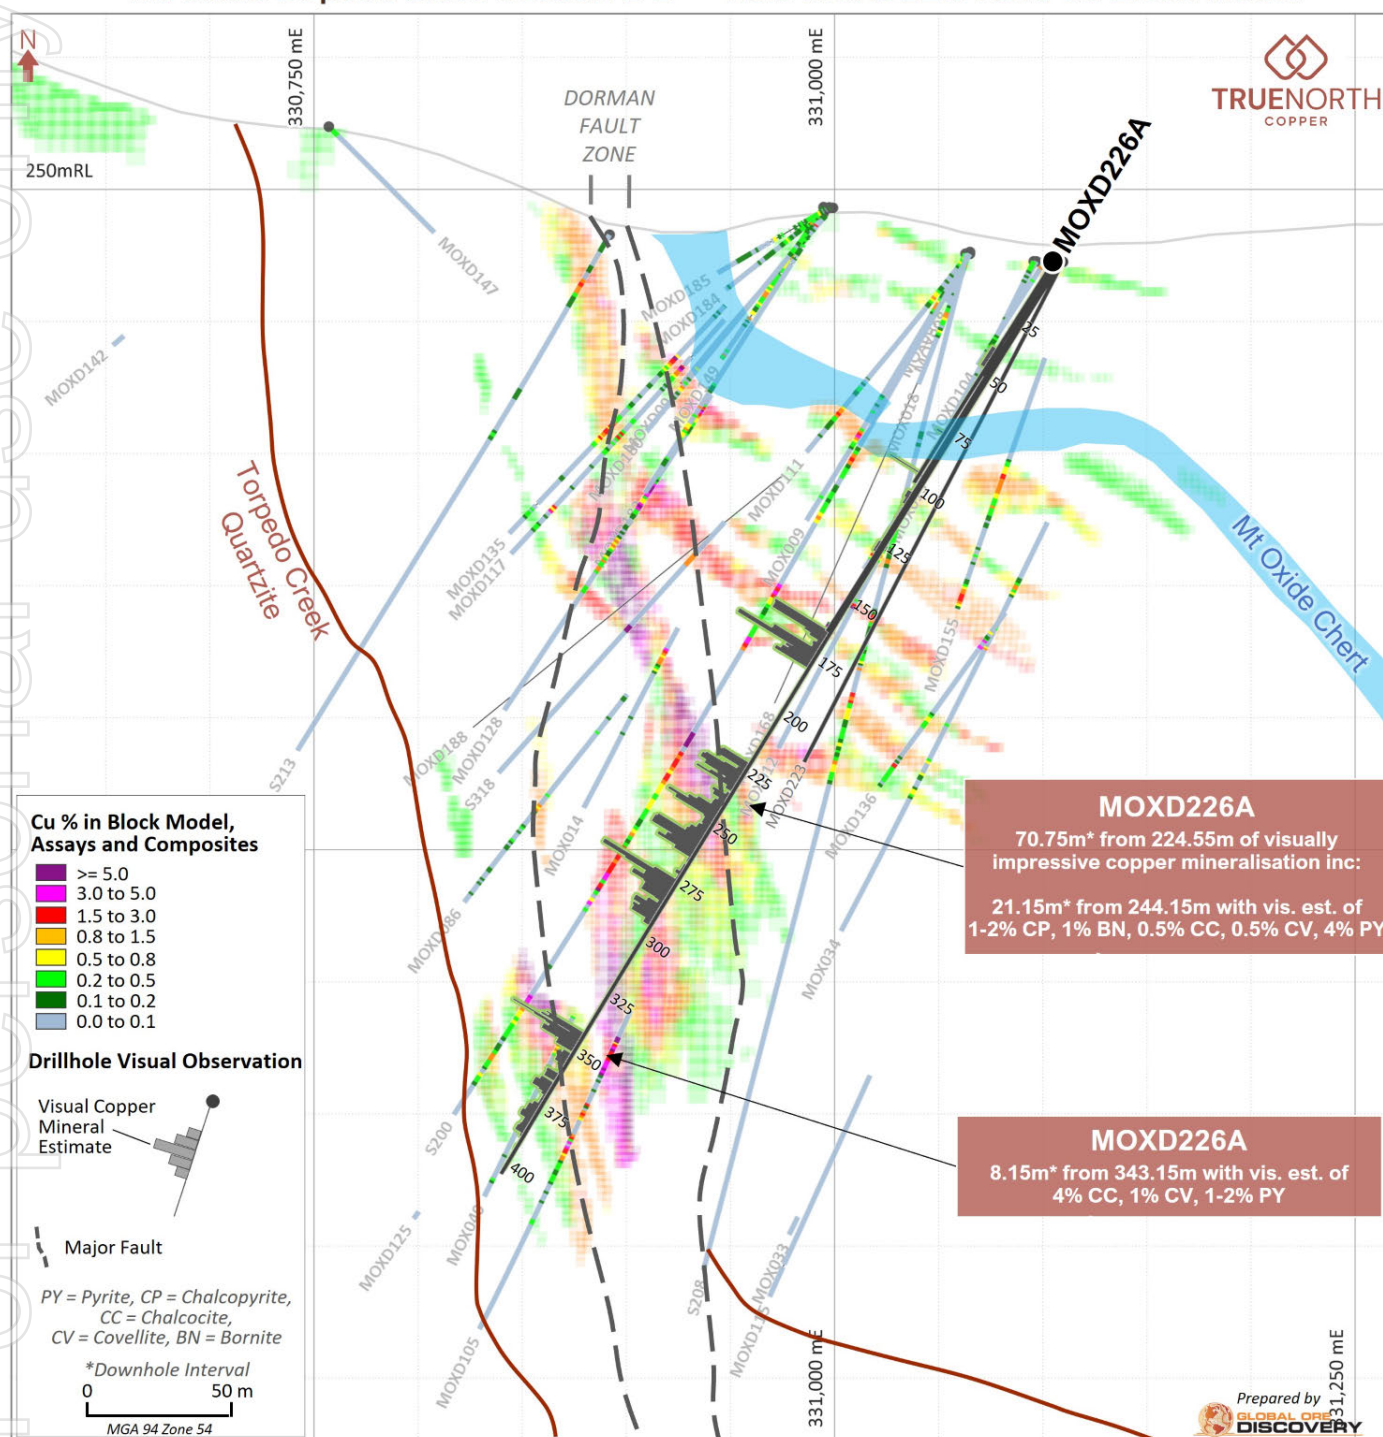 N
330,750 mE
331,000 mE
TRUENORTH
COPPER
DORMAN
FAULT
ZONE
MOXD226A
250mRL
MOXD147
MOXD142
MOXD185
MOXD184
MOXD149
MOX018
MOXD104
25
50
75
100
125
150
175
200
225
250
275
300
325
350
375
400
MOXD111
MOX009
MOXD135
MOXD117
MOXD155
Torpedo Creek
Quartzite
Mt Oxide Chert
S213
MOXD188
MOXD128
S318
MOX014
MOXD223
MOXD136
MOX034
S200
MOXD125
MOXD105
S208
MOX033
MOXD226A
70.75m* from 224.55m of visually
impressive copper mineralisation inc:
21.15m* from 244.15m with vis. est. of
1-2% CP, 1% BN, 0.5% CC, 0.5% CV, 4% PY
MOXD226A
8.15m* from 343.15m with vis. est. of
4% CC, 1% CV, 1-2% PY
Cu % in Block Model,
Assays and Composites
>= 5.0
3.0 to 5.0
1.5 to 3.0
0.8 to 1.5
0.5 to 0.8
0.2 to 0.5
0.1 to 0.2
0.0 to 0.1
Drillhole Visual Observation
Visual Copper
Mineral
Estimate
Major Fault
PY = Pyrite, CP = Chalcopyrite,
CC = Chalcocite,
CV = Covellite, BN = Bornite
*Downhole Interval
0 50 m
MGA 94 Zone 54
331,000 mE
331,250 mE
Prepared by
GLOBAL ORE
DISCOVERY